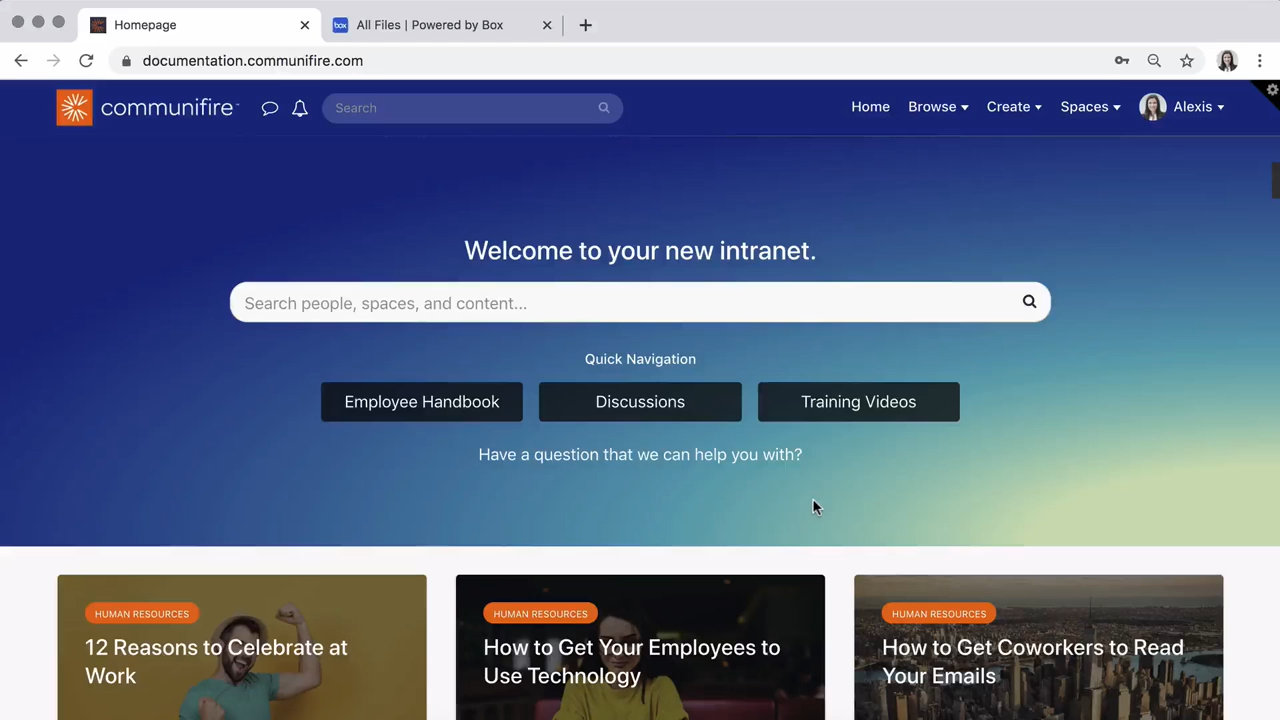 Homepage
All Files | Powered by Box
documentation.communifire.com
communifire
Search
Home
Browse
Create
Spaces
Alexis
Welcome to your new intranet.
Search people, spaces, and content...
Quick Navigation
Employee Handbook
Discussions
Training Videos
Have a question that we can help you with?
HUMAN RESOURCES
12 Reasons to Celebrate at
Work
HUMAN RESOURCES
How to Get Your Employees to
Use Technology
HUMAN RESOURCES
How to Get Coworkers to Read
Your Emails